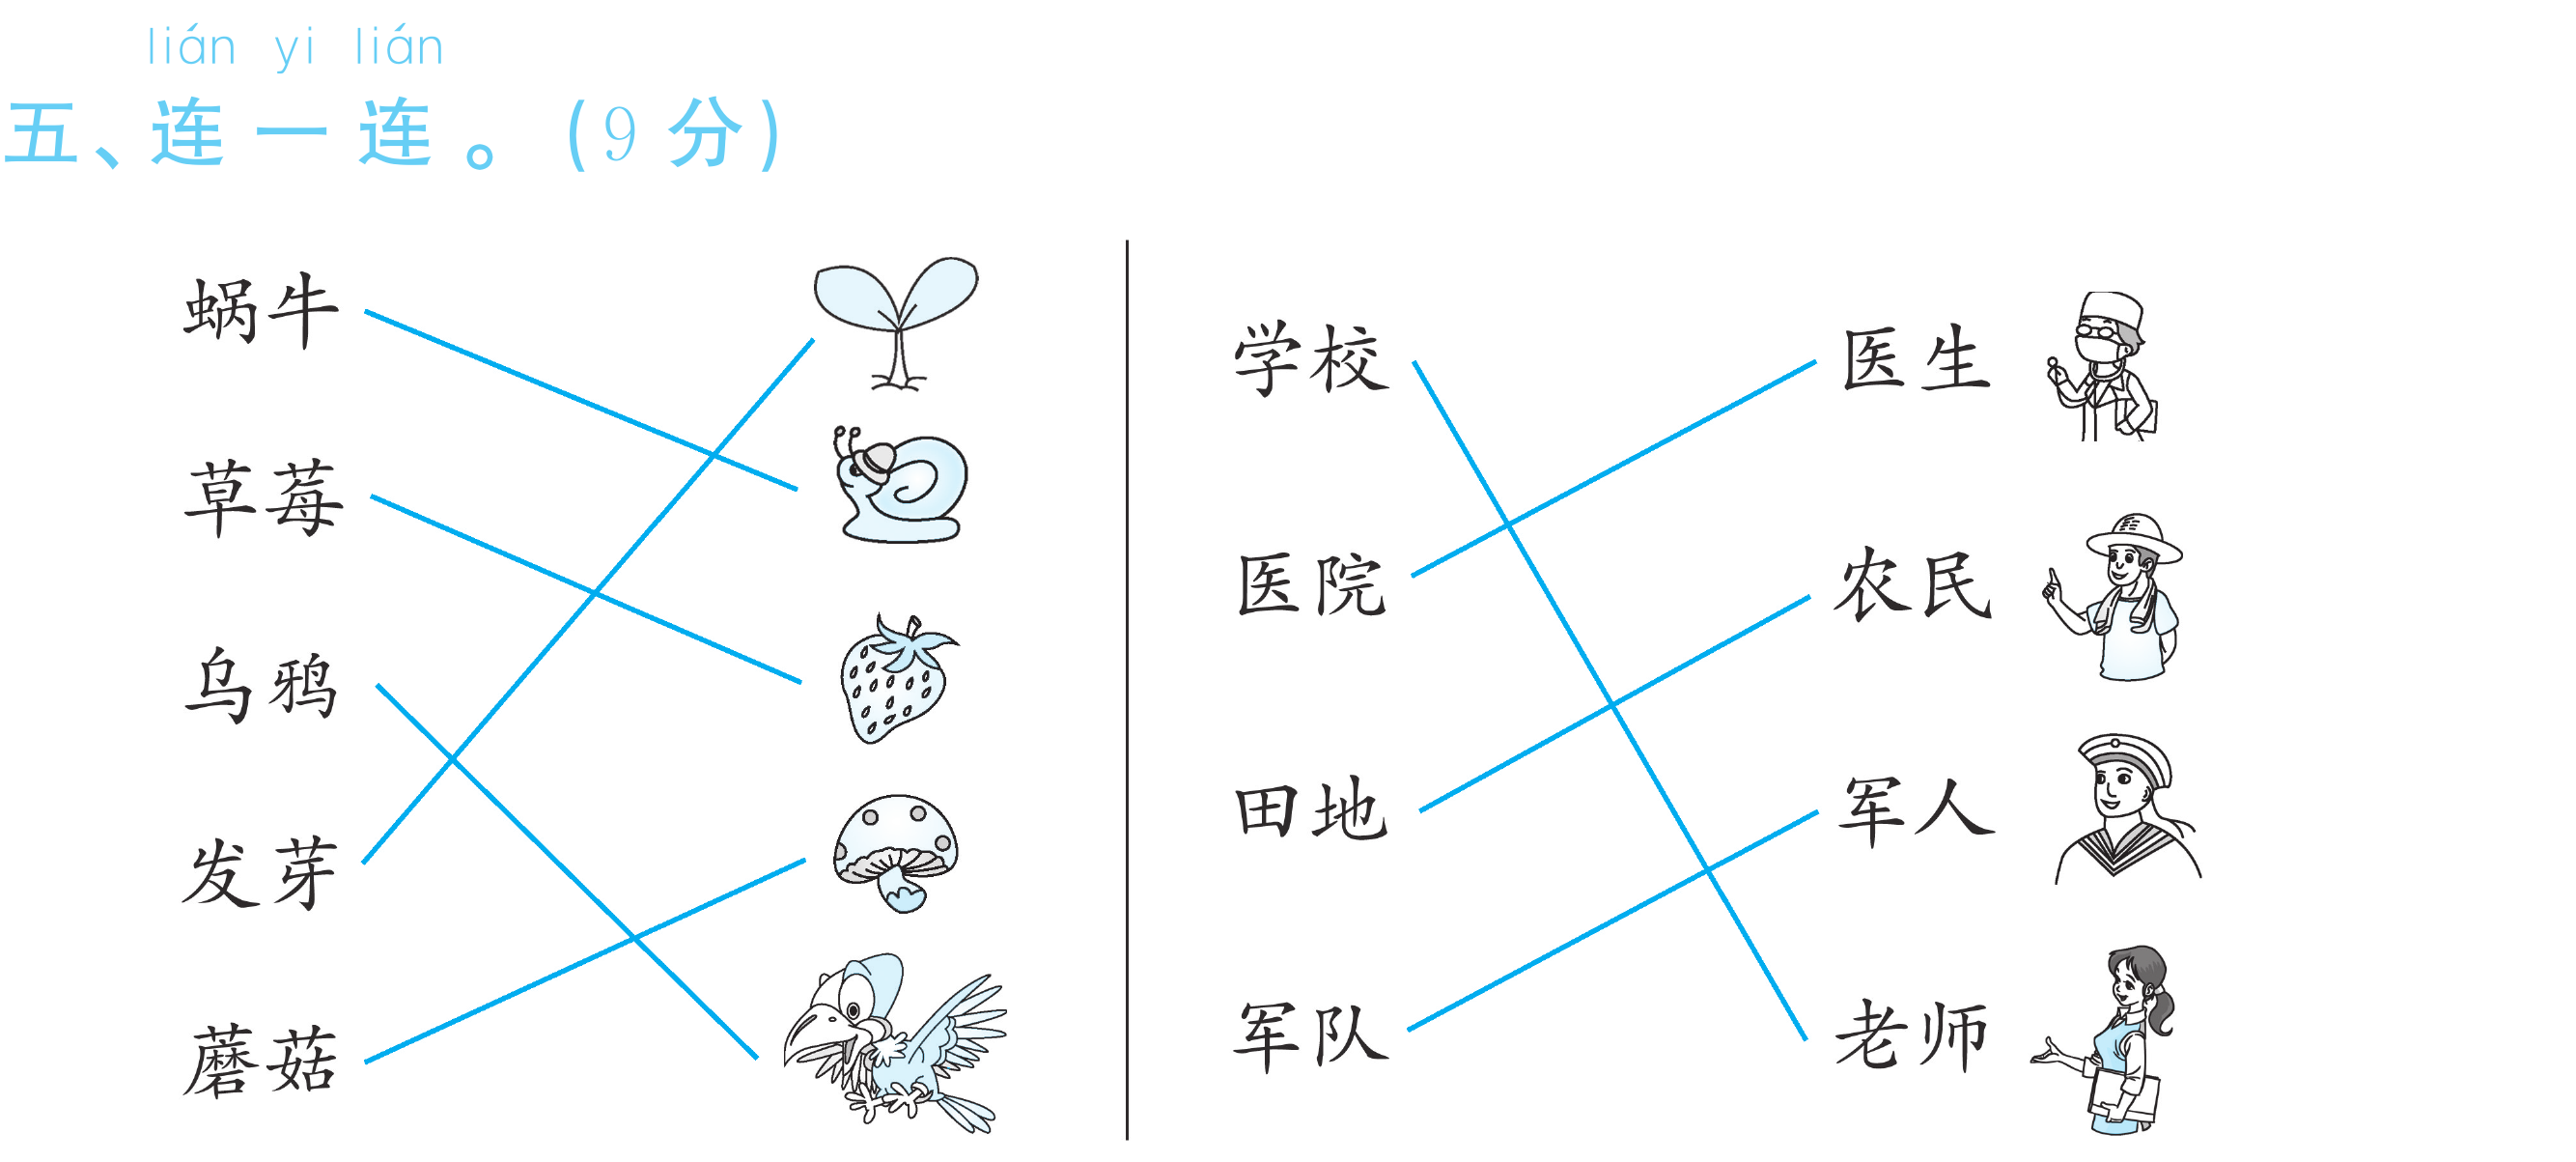 lián yi lián
五、连一连。(9分)
蜗牛
草莓
乌鸦
发芽
蘑菇
学校 医生
医院 农民
田地 军人
军队 老师